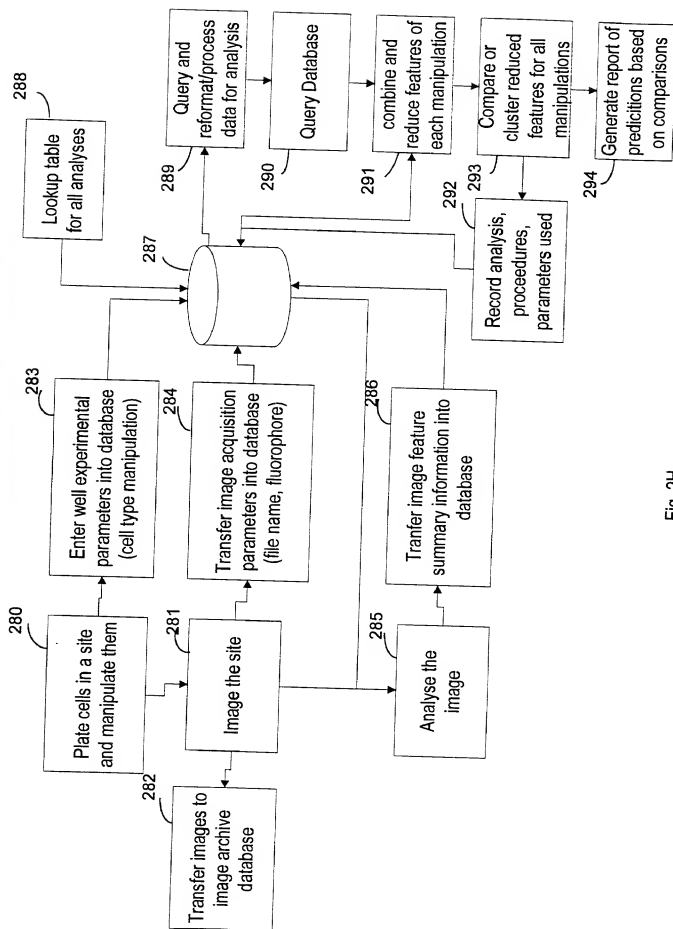 280
Plate cells in a site
and manipulate them
283
Enter well experimental
parameters into database
(cell type manipulation)
288
Lookup table
for all analyses
282
Transfer images to
image archive
database
281
Image the site
284
Transfer image acquisition
parameters into database
(file name, fluorophore)
287
289
Query and
reformat/process
data for analysis
290
Query Database
285
Analyse the
image
286
Tranfer image feature
summary information into
database
291
combine and
reduce features of
each manipulation
292
Record analysis,
proceedures,
parameters used
293
Compare or
cluster reduced
features for all
manipulations
294
Generate report of
predicitions based
on comparisons